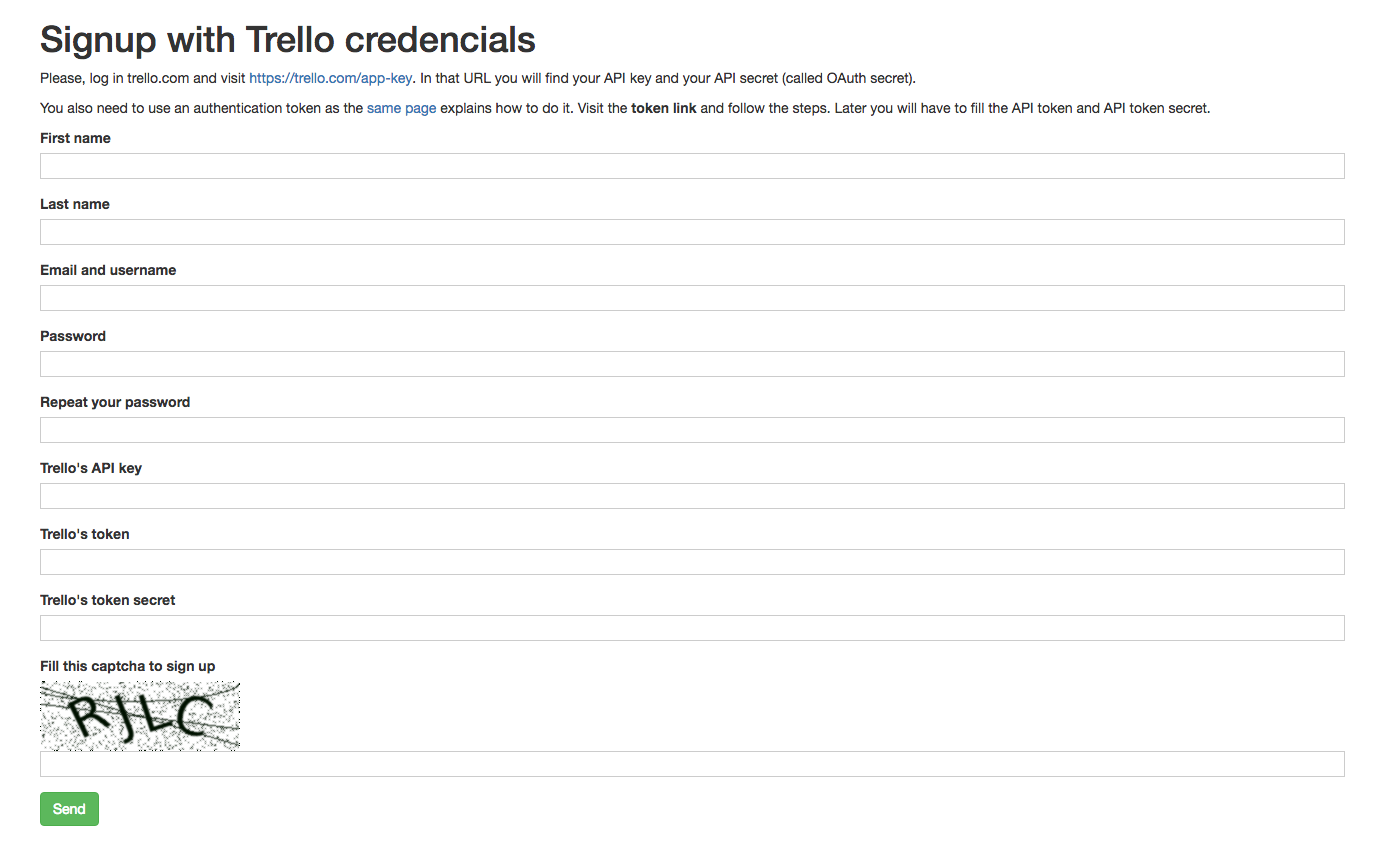 Signup with Trello credencials
Please, log in trello.com and visit https://trello.com/app-key. In that URL you will find your API key and your API secret (called OAuth secret).
You also need to use an authentication token as the same page explains how to do it. Visit the token link and follow the steps. Later you will have to fill the API token and API token secret.
First name
Last name
Email and username
Password
Repeat your password
Trello's API key
Trello's token
Trello's token secret
Fill this captcha to sign up
RJLC
Send